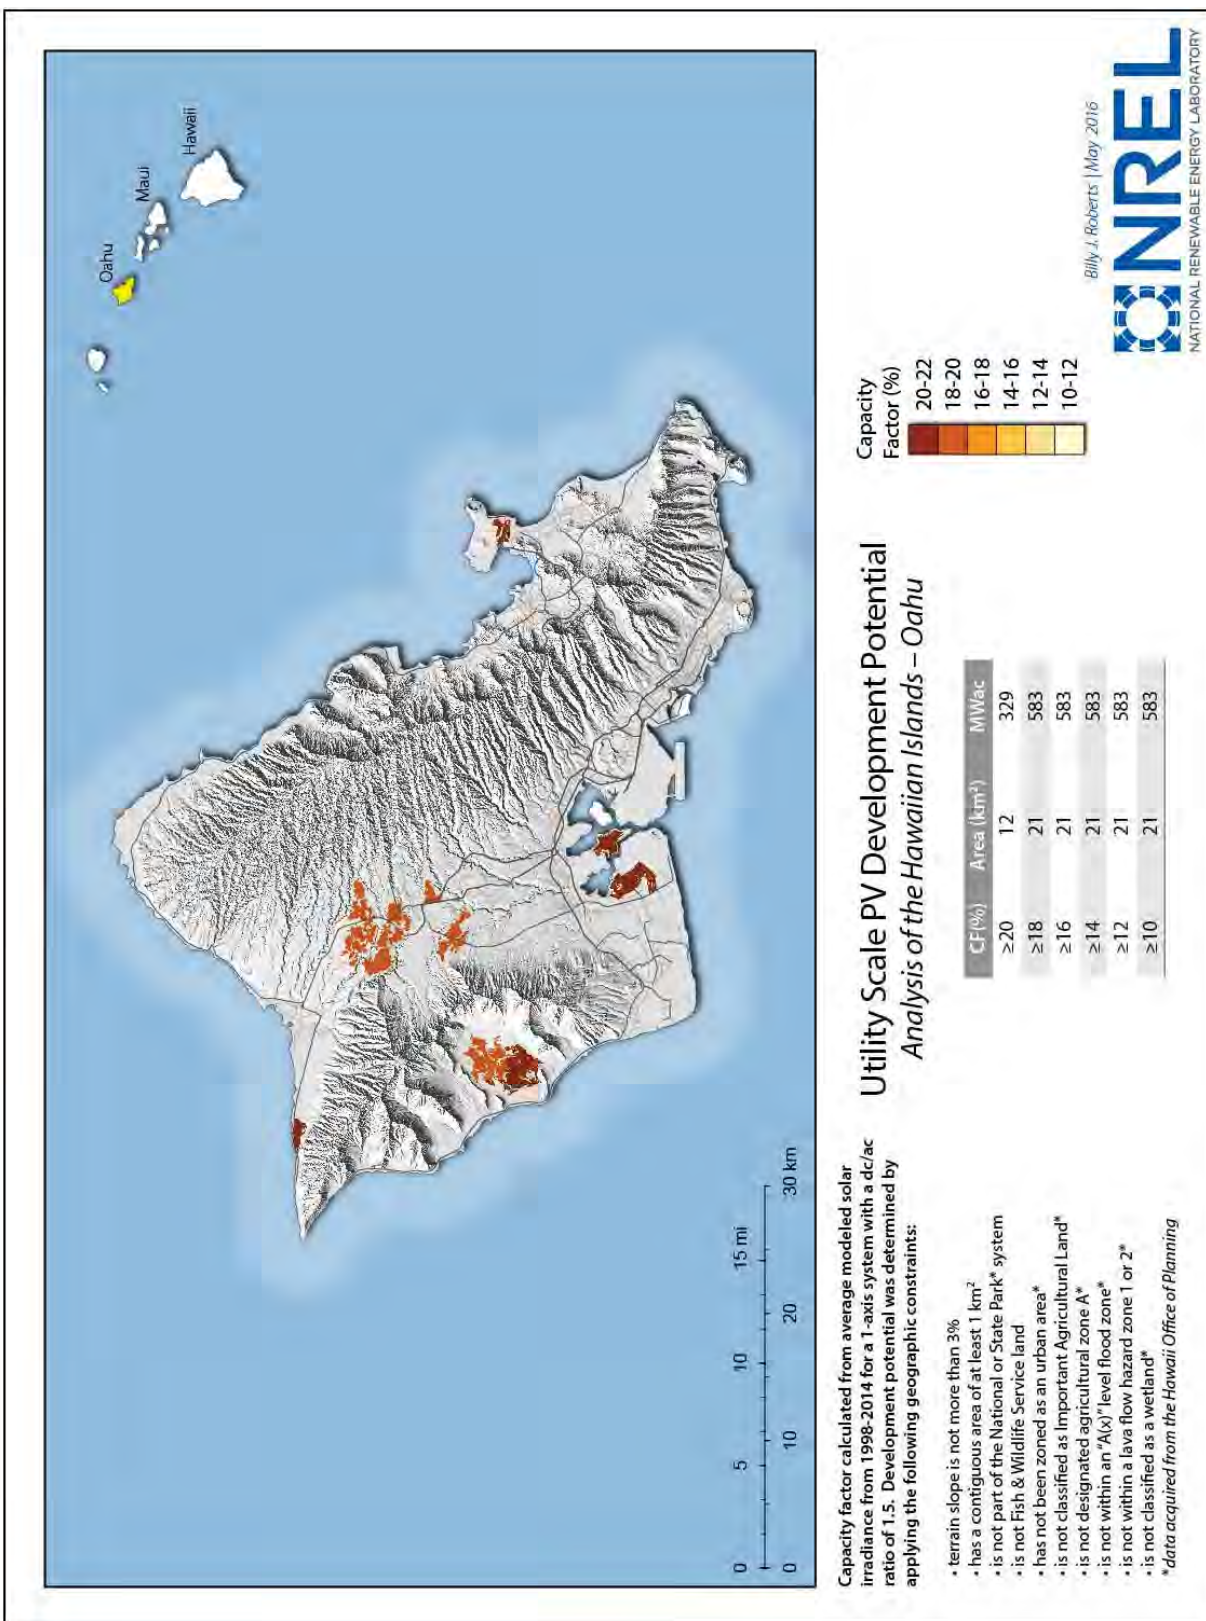 Oahu
Maui
Hawaii
0 5 10 15 mi
0 10 20 30 km
Capacity factor calculated from average modeled solar
irradiance from 1998-2014 for a 1-axis system with a dc/ac
ratio of 1.5. Development potential was determined by
applying the following geographic constraints:
• terrain slope is not more than 3%
• has a contiguous area of at least 1 km²
• is not part of the National or State Park* system
• is not Fish & Wildlife Service land
• has not been zoned as an urban area*
• is not classified as Important Agricultural Land*
• is not designated agricultural zone A*
• is not within an "A(x)" level flood zone*
• is not within a lava flow hazard zone 1 or 2*
• is not classified as a wetland*
*data acquired from the Hawaii Office of Planning
Utility Scale PV Development Potential
Analysis of the Hawaiian Islands – Oahu
CF(%) Area (km²) MWac
≥20 12 329
≥18 21 583
≥16 21 583
≥14 21 583
≥12 21 583
≥10 21 583
Capacity
Factor (%)
20-22
18-20
16-18
14-16
12-14
10-12
Billy J. Roberts | May 2016
NREL
NATIONAL RENEWABLE ENERGY LABORATORY